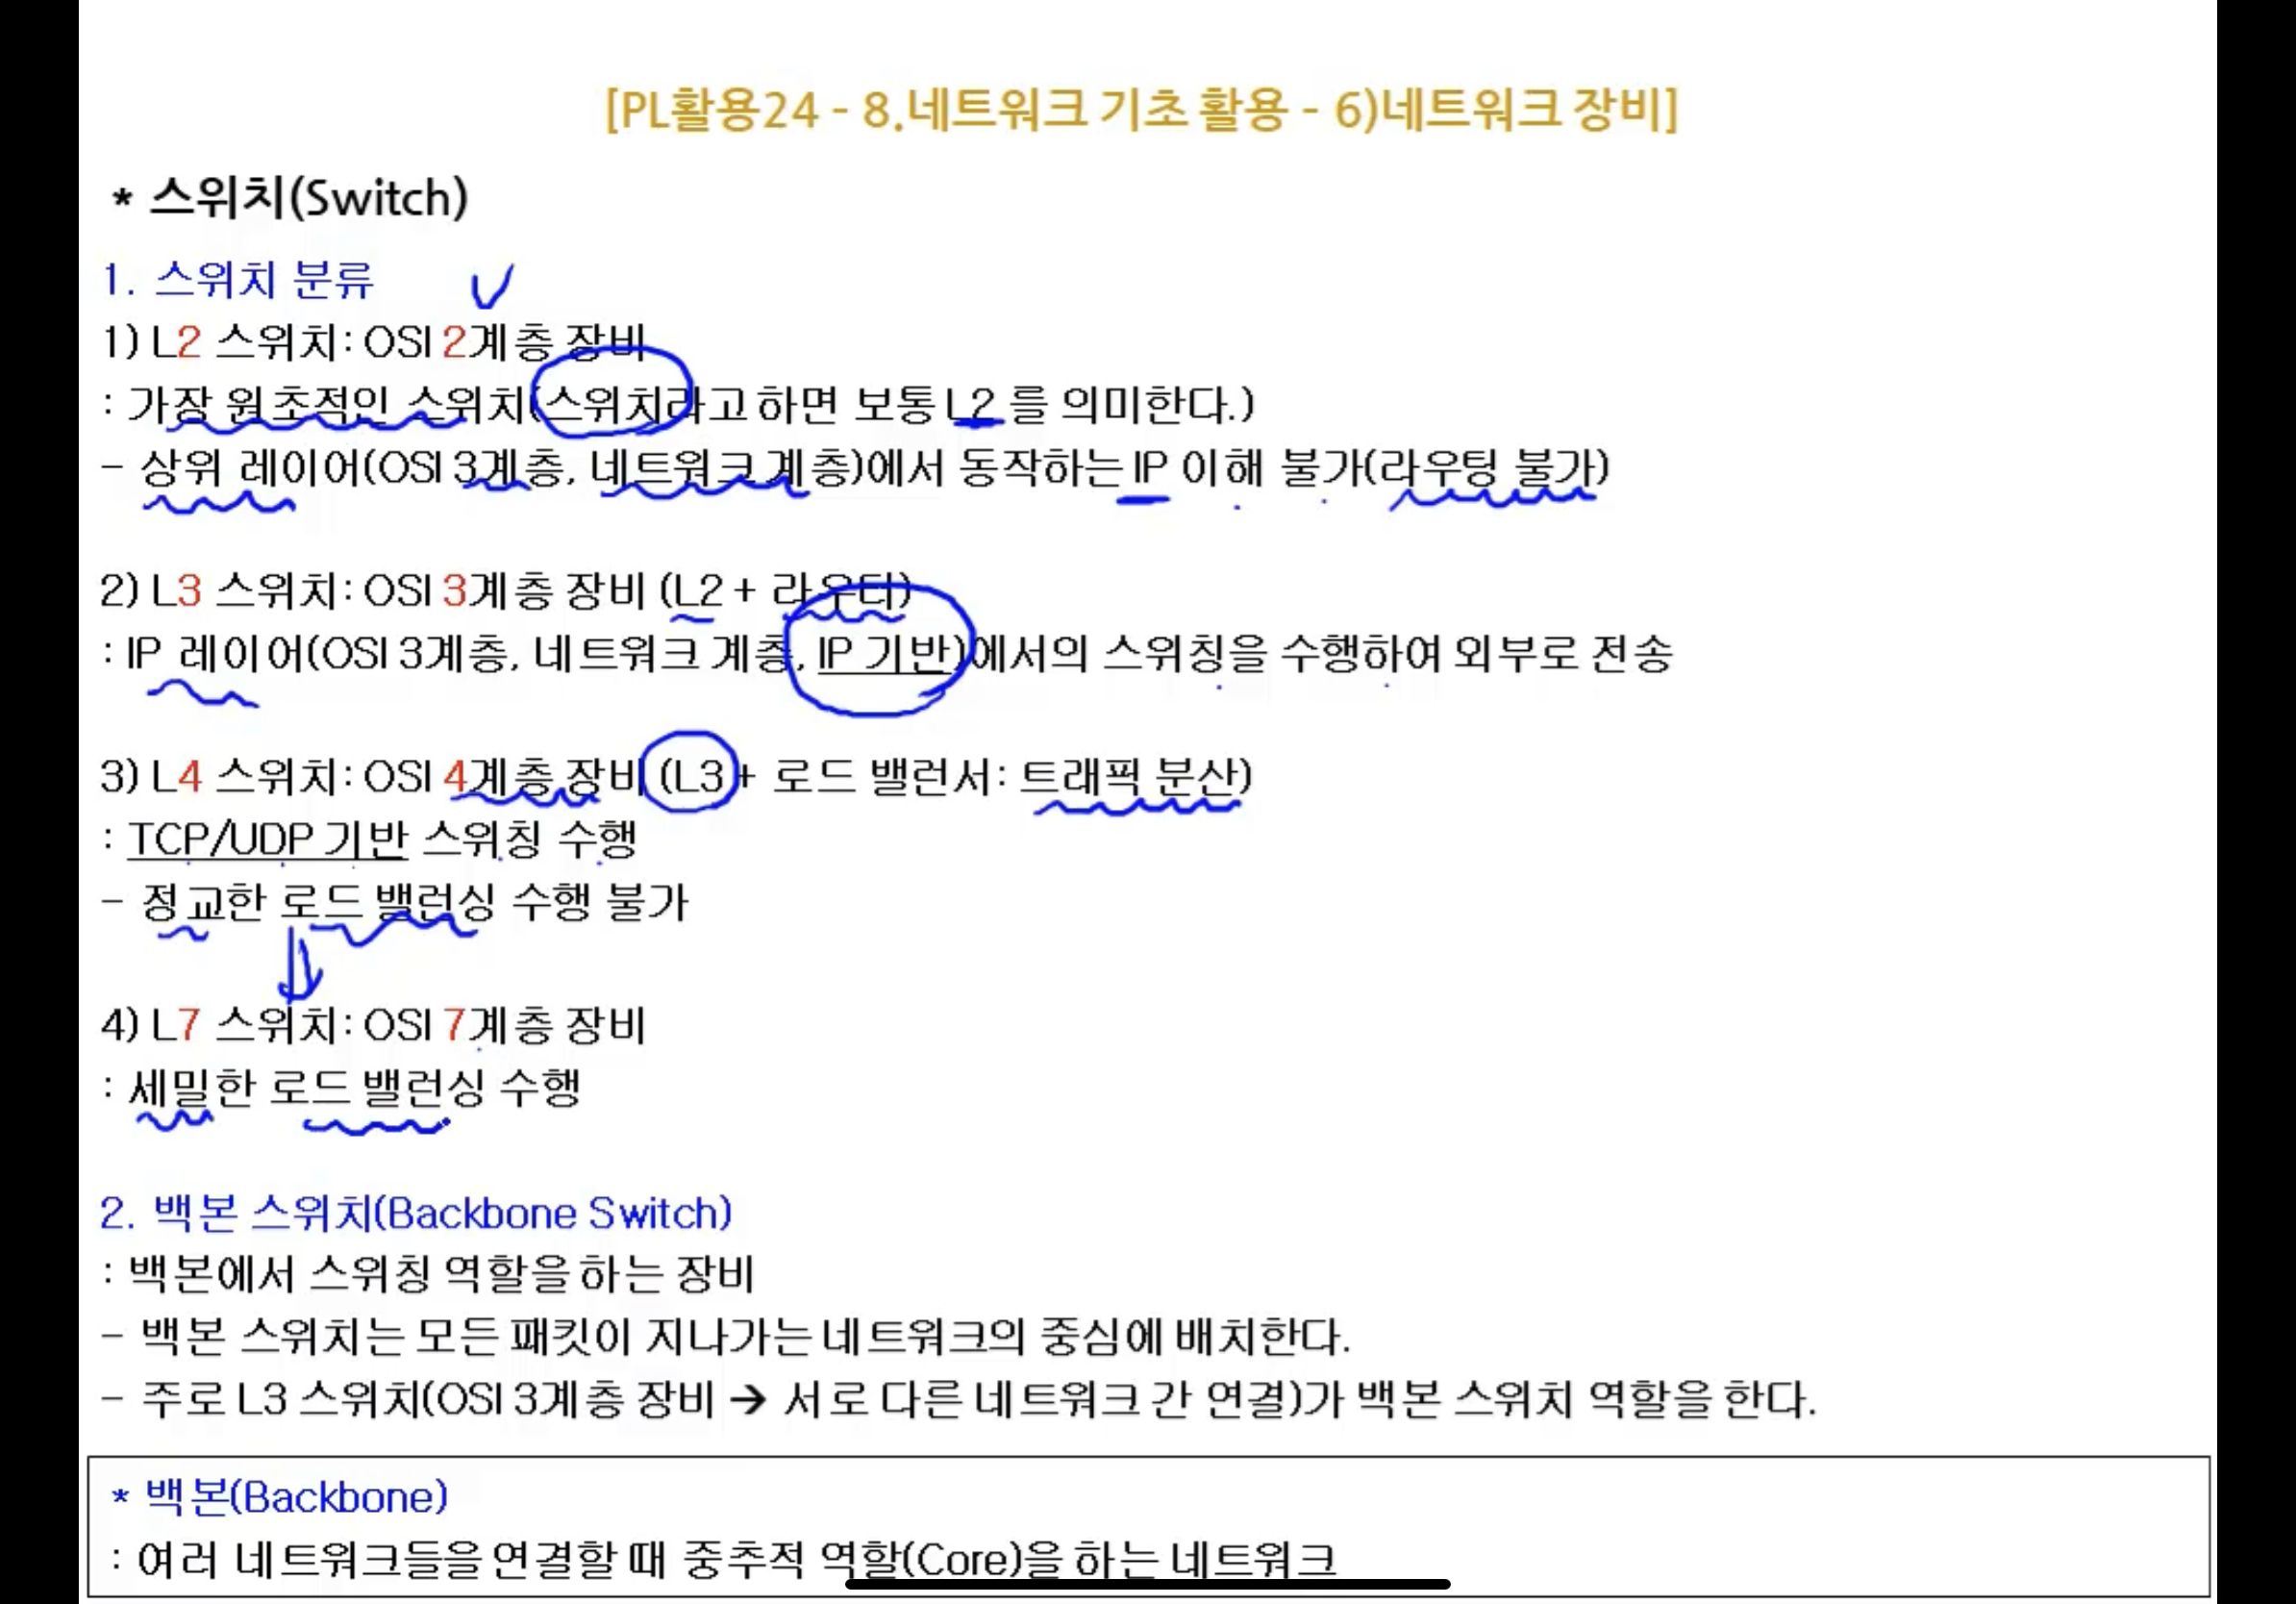 [PL활용24 - 8.네트워크 기초 활용 - 6)네트워크 장비]
* 스위치(Switch)
1. 스위치 분류
1) L2 스위치: OSI 2계층 장비
: 가장 원초적인 스위치(스위치라고 하면 보통 L2 를 의미한다.)
- 상위 레이어(OSI 3계층, 네트워크 계층)에서 동작하는 IP 이해 불가(라우팅 불가)
2) L3 스위치: OSI 3계층 장비 (L2 + 라우터)
: IP 레이어(OSI 3계층, 네트워크 계층, IP 기반)에서의 스위칭을 수행하여 외부로 전송
3) L4 스위치: OSI 4계층 장비 (L3 + 로드 밸런서: 트래픽 분산)
: TCP/UDP 기반 스위칭 수행
- 정교한 로드 밸런싱 수행 불가
4) L7 스위치: OSI 7계층 장비
: 세밀한 로드 밸런싱 수행
2. 백본 스위치(Backbone Switch)
: 백본에서 스위칭 역할을 하는 장비
- 백본 스위치는 모든 패킷이 지나가는 네트워크의 중심에 배치한다.
- 주로 L3 스위치(OSI 3계층 장비 → 서로 다른 네트워크 간 연결)가 백본 스위치 역할을 한다.
* 백본(Backbone)
: 여러 네트워크들을 연결할 때 중추적 역할(Core)을 하는 네트워크